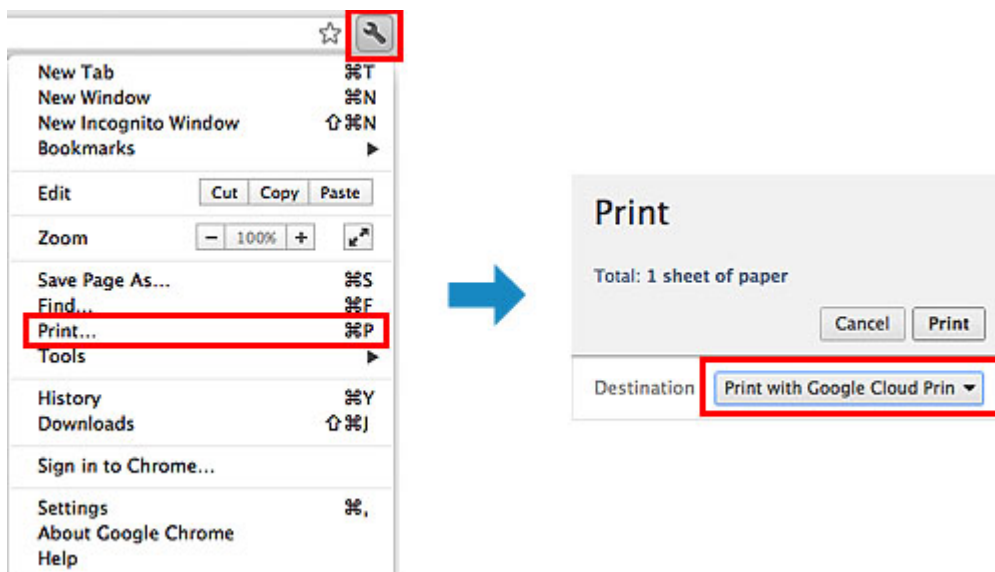 New Tab ⌘T
New Window ⌘N
New Incognito Window ⇧⌘N
Bookmarks ▶
Edit Cut Copy Paste
Zoom − 100% +
Save Page As... ⌘S
Find... ⌘F
Print... ⌘P
Tools ▶
History ⌘Y
Downloads ⇧⌘J
Sign in to Chrome...
Settings ⌘,
About Google Chrome
Help
Print
Total: 1 sheet of paper
Cancel Print
Destination Print with Google Cloud Prin